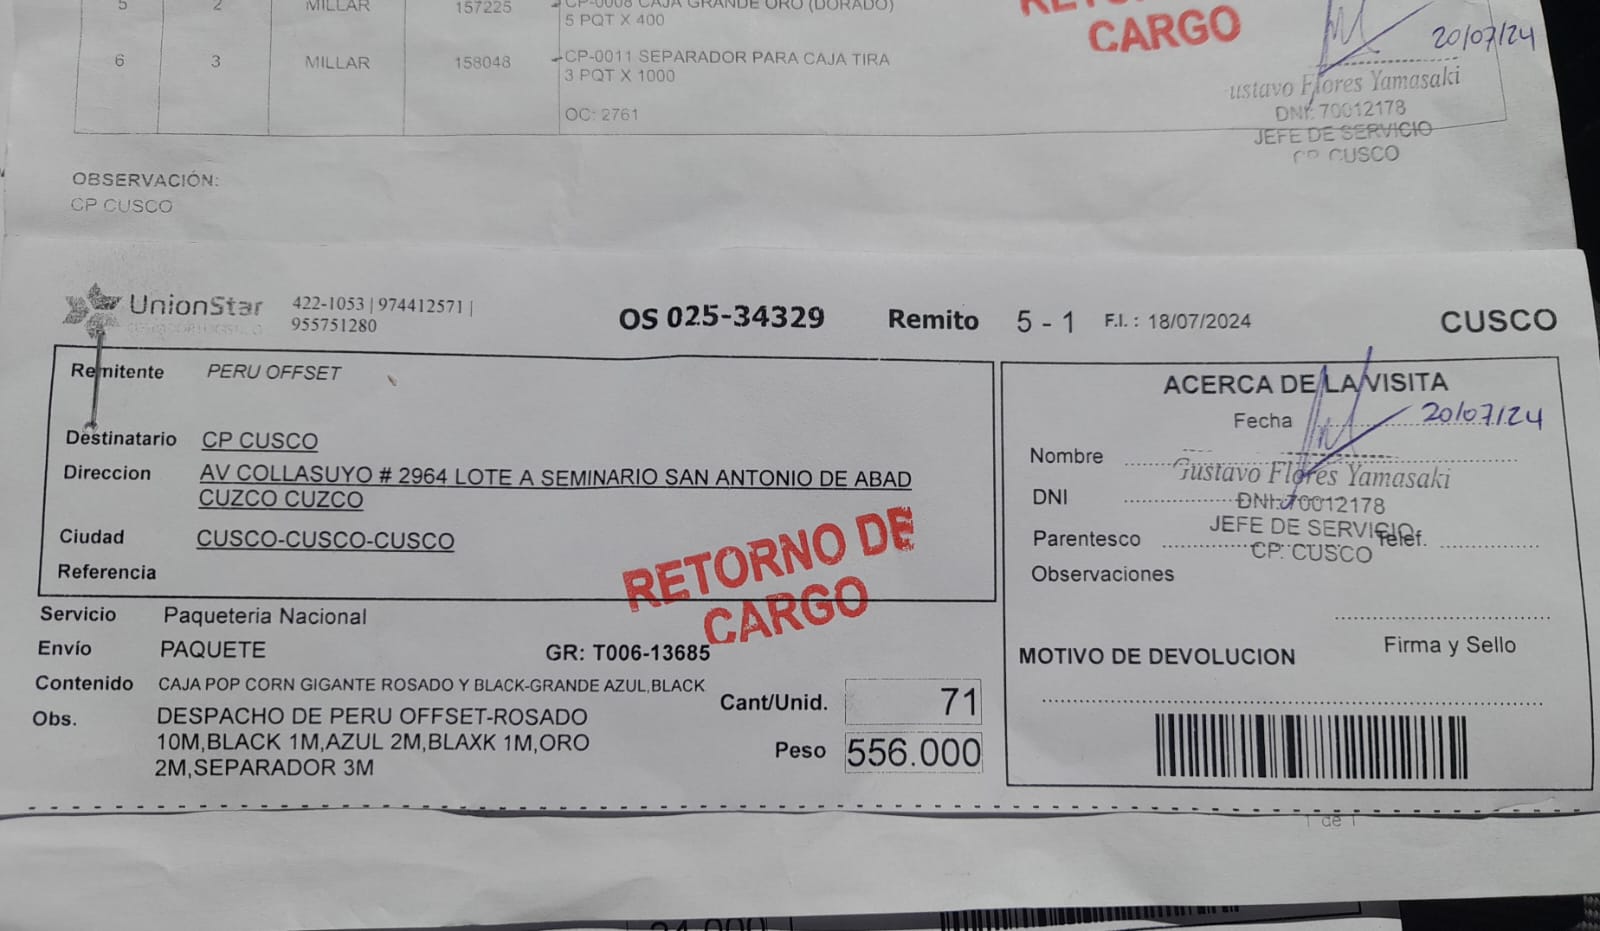 5 2 MILLAR 157225 CP-0008 CAJA GRANDE ORO (DORADO)
5 PQT X 400
6 3 MILLAR 158048 CP-0011 SEPARADOR PARA CAJA TIRA
3 PQT X 1000
OC: 2761
CARGO
20/07/24
ustavo Flores Yamasaki
DNI: 70012178
JEFE DE SERVICIO
CP CUSCO
OBSERVACIÓN:
CP CUSCO
UnionStar 422-1053 | 974412571 |
955751280
OS 025-34329 Remito 5 - 1 F.I. : 18/07/2024 CUSCO
Remitente PERU OFFSET
Destinatario CP CUSCO
Direccion AV COLLASUYO # 2964 LOTE A SEMINARIO SAN ANTONIO DE ABAD
CUZCO CUZCO
Ciudad CUSCO-CUSCO-CUSCO
Referencia
RETORNO DE
CARGO
Servicio Paqueteria Nacional
Envío PAQUETE GR: T006-13685
Contenido CAJA POP CORN GIGANTE ROSADO Y BLACK-GRANDE AZUL,BLACK
Obs. DESPACHO DE PERU OFFSET-ROSADO
10M,BLACK 1M,AZUL 2M,BLAXK 1M,ORO
2M,SEPARADOR 3M
Cant/Unid. 71
Peso 556.000
ACERCA DE LA VISITA
Fecha 20/07/24
Nombre Gustavo Flores Yamasaki
DNI DNI: 70012178
JEFE DE SERVICIO
Parentesco CP. CUSCO Telef.
Observaciones
Firma y Sello
MOTIVO DE DEVOLUCION
1 de 1